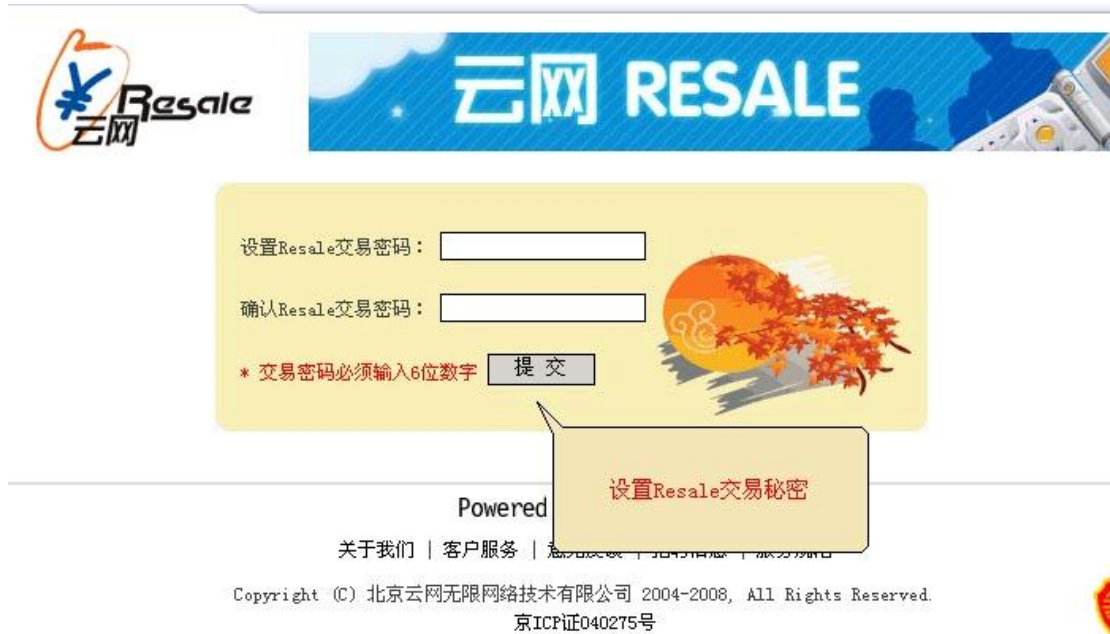 Resale
云网
云网 RESALE
设置Resale交易密码：
确认Resale交易密码：
* 交易密码必须输入6位数字 提 交
设置Resale交易秘密
Powered
关于我们 | 客户服务 |
Copyright (C) 北京云网无限网络技术有限公司 2004-2008, All Rights Reserved.
京ICP证040275号